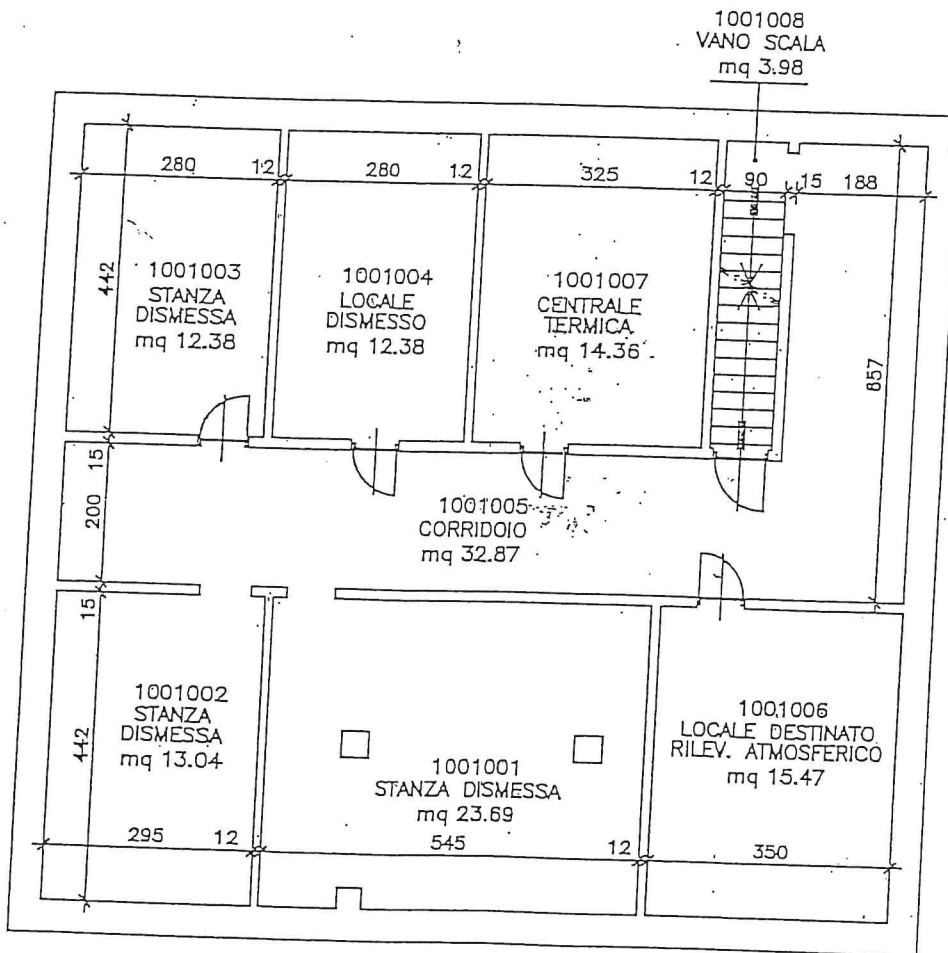 1001008
VANO SCALA
mq 3.98
280 12 280 12 325 12 90 15 188
442
1001003
STANZA
DISMESSA
mq 12.38
1001004
LOCALE
DISMESSO
mq 12.38
1001007
CENTRALE
TERMICA
mq 14.36
857
15
200
1001005
CORRIDOIO
mq 32.87
15
442
1001002
STANZA
DISMESSA
mq 13.04
1001001
STANZA DISMESSA
mq 23.69
1001006
LOCALE DESTINATO
RILEV. ATMOSFERICO
mq 15.47
295 12 545 12 350